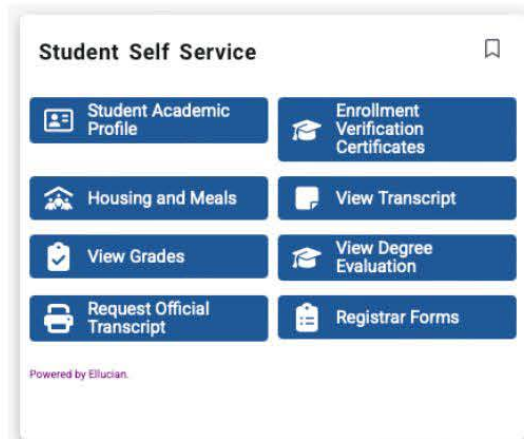 Student Self Service
Student Academic
Profile
Enrollment
Verification
Certificates
Housing and Meals
View Transcript
View Grades
View Degree
Evaluation
Request Official
Transcript
Registrar Forms
Powered by Ellucian.